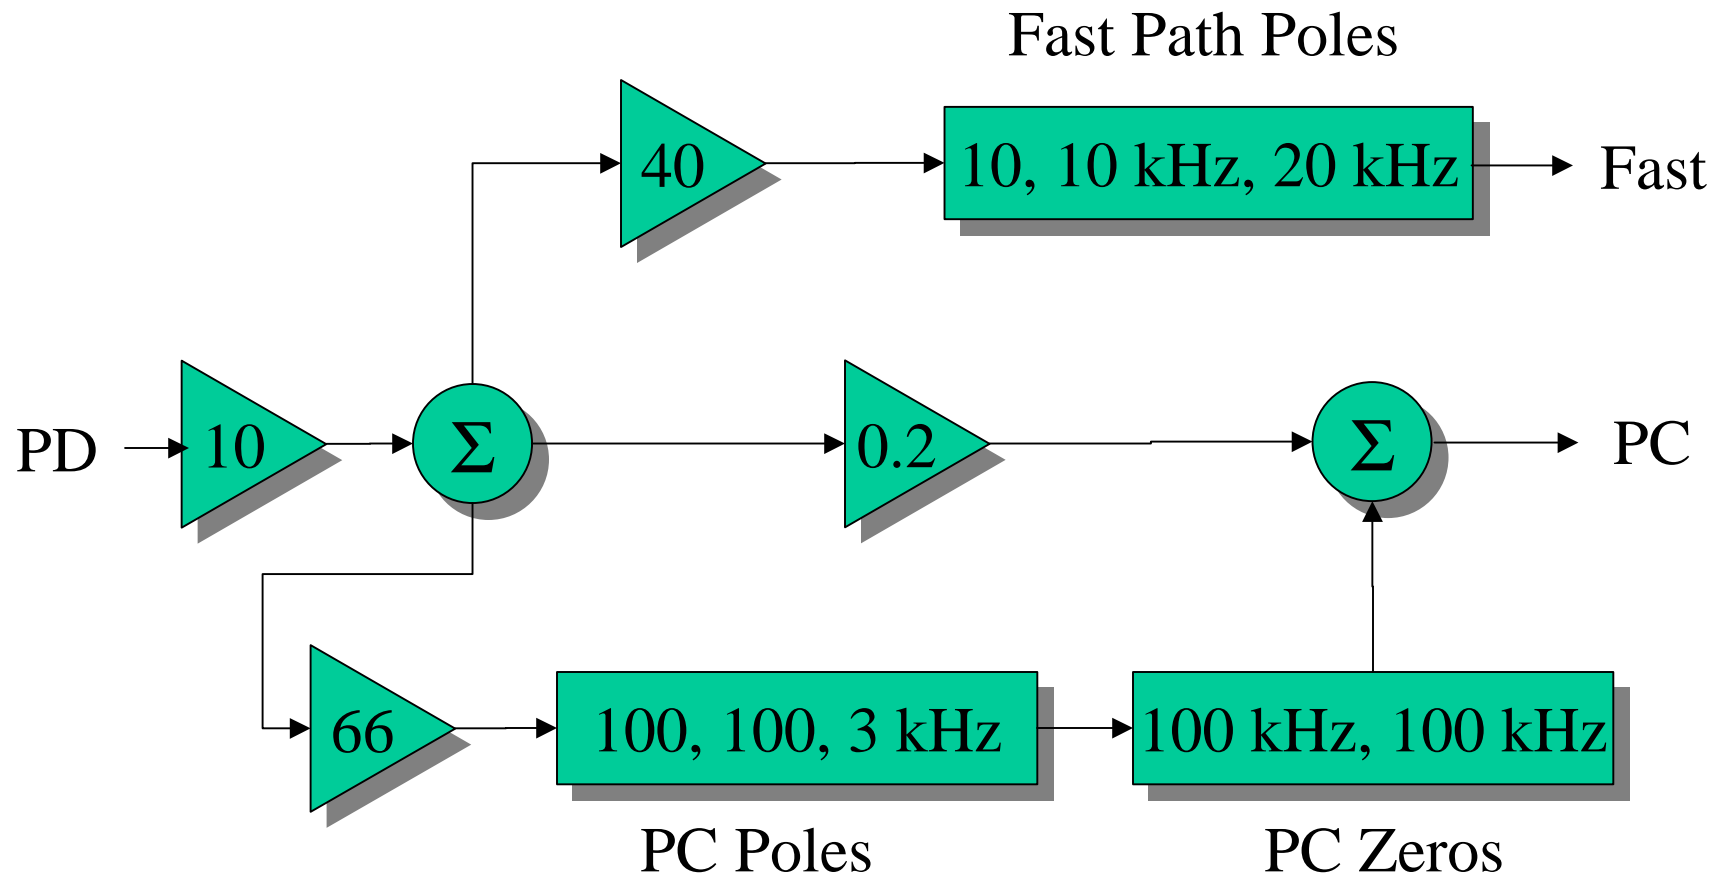 Fast Path Poles
40
10, 10 kHz, 20 kHz
Fast
PD
10
Σ
0.2
Σ
PC
66
100, 100, 3 kHz
100 kHz, 100 kHz
PC Poles
PC Zeros